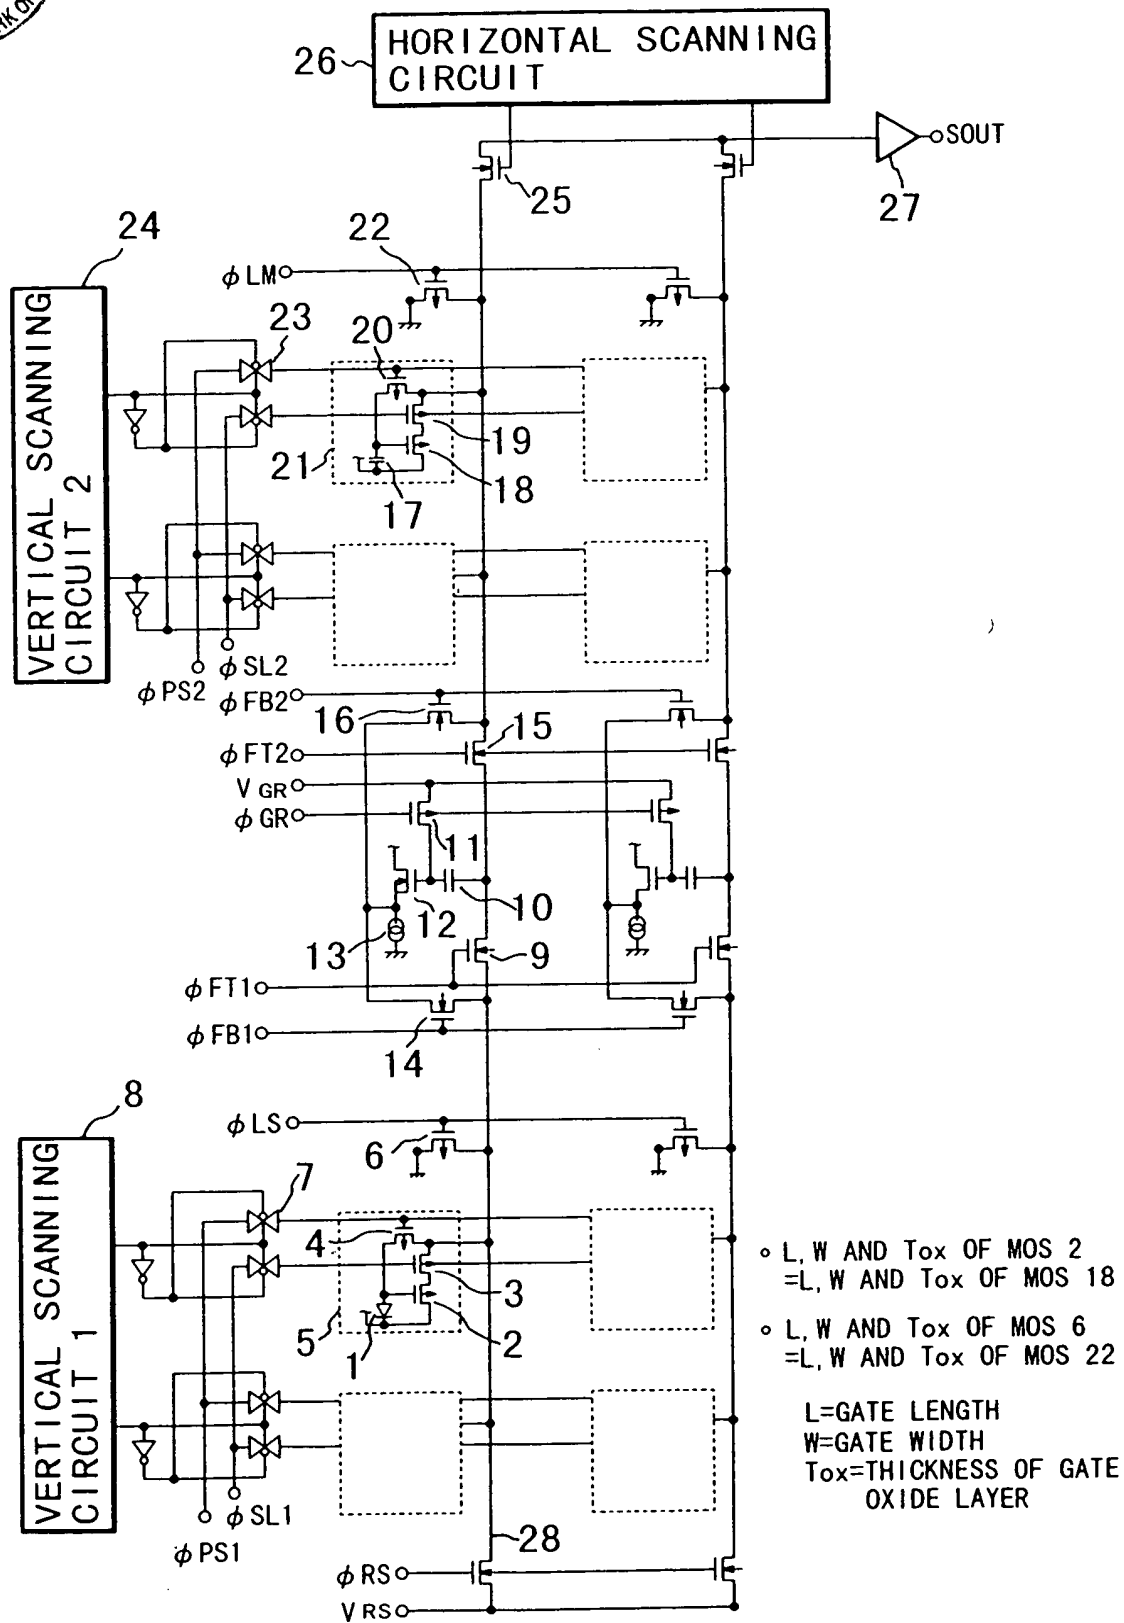 HORIZONTAL SCANNING
CIRCUIT
26
SOUT
25
27
24
22
φLM
VERTICAL SCANNING
CIRCUIT 2
23
20
19
21
18
17
φSL2
φPS2
φFB2
16
15
φFT2
VGR
φGR
11
12
10
13
9
φFT1
φFB1
14
8
φLS
6
VERTICAL SCANNING
CIRCUIT 1
7
4
3
5
1
2
L, W AND Tox OF MOS 2
=L, W AND Tox OF MOS 18
L, W AND Tox OF MOS 6
=L, W AND Tox OF MOS 22
L=GATE LENGTH
W=GATE WIDTH
Tox=THICKNESS OF GATE
OXIDE LAYER
φSL1
φPS1
28
φRS
VRS